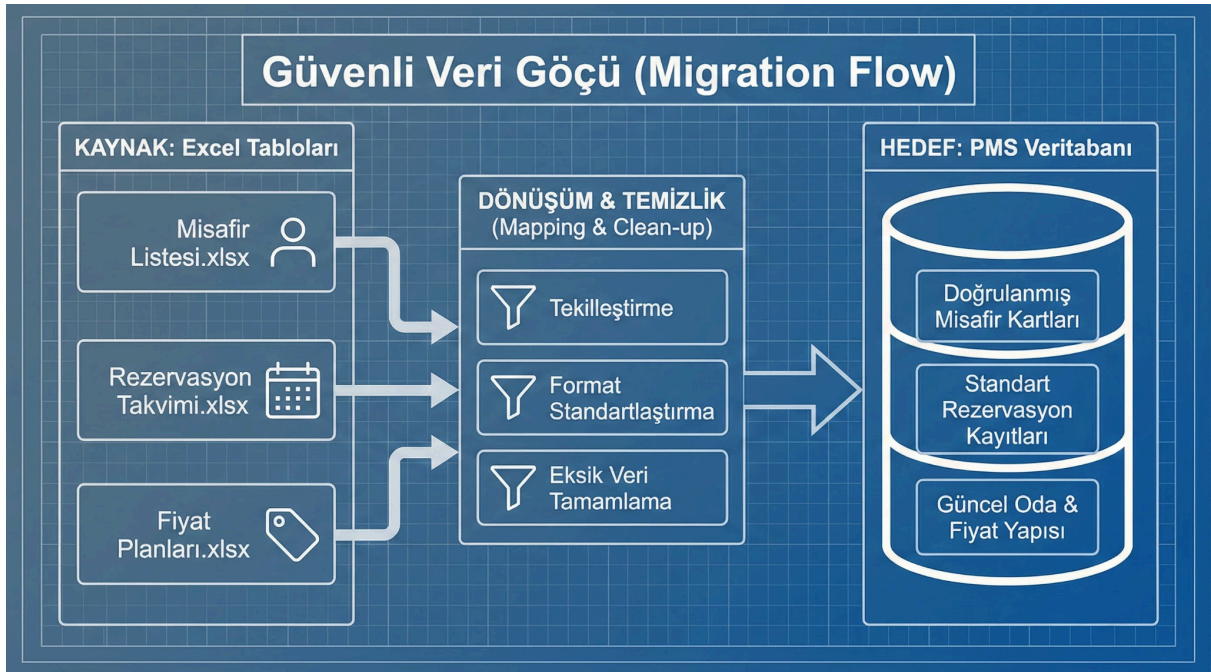 Güvenli Veri Göçü (Migration Flow)
KAYNAK: Excel Tabloları
Misafir
Listesi.xlsx
Rezervasyon
Takvimi.xlsx
Fiyat
Planları.xlsx
DÖNÜŞÜM & TEMİZLİK
(Mapping & Clean-up)
Tekilleştirme
Format
Standartlaştırma
Eksik Veri
Tamamlama
HEDEF: PMS Veritabanı
Doğrulanmış
Misafir Kartları
Standart
Rezervasyon
Kayıtları
Güncel Oda &
Fiyat Yapısı